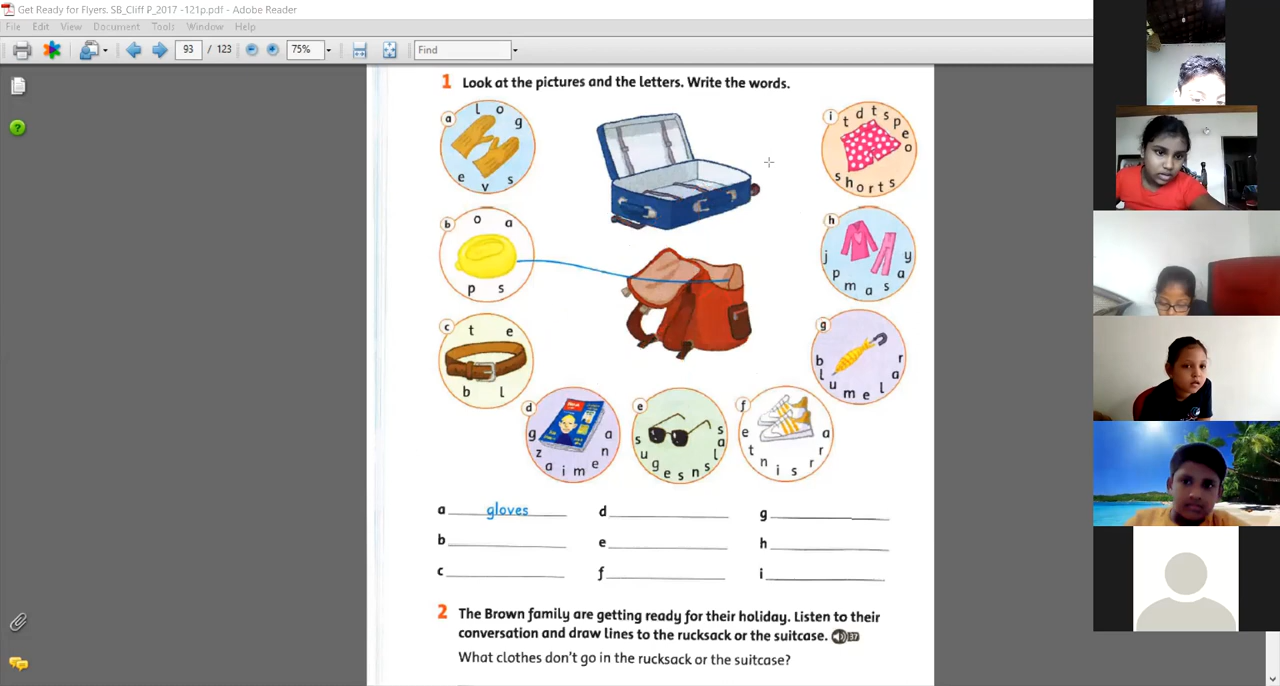 Get Ready for Flyers. SB_Cliff P_2017 -121p.pdf - Adobe Reader
File Edit View Document Tools Window Help
93 / 123 75% Find
1 Look at the pictures and the letters. Write the words.
a l o g e v s
i t d t s p e o s h o r t s
b o a p s
h j p m a s a y
c t e b l
g b l u m e l a r
d g z a i m e n a
e s u g e s n s l a s
f e t n i s r r a
a gloves d g
b e h
c f i
2 The Brown family are getting ready for their holiday. Listen to their
conversation and draw lines to the rucksack or the suitcase. 37
What clothes don't go in the rucksack or the suitcase?